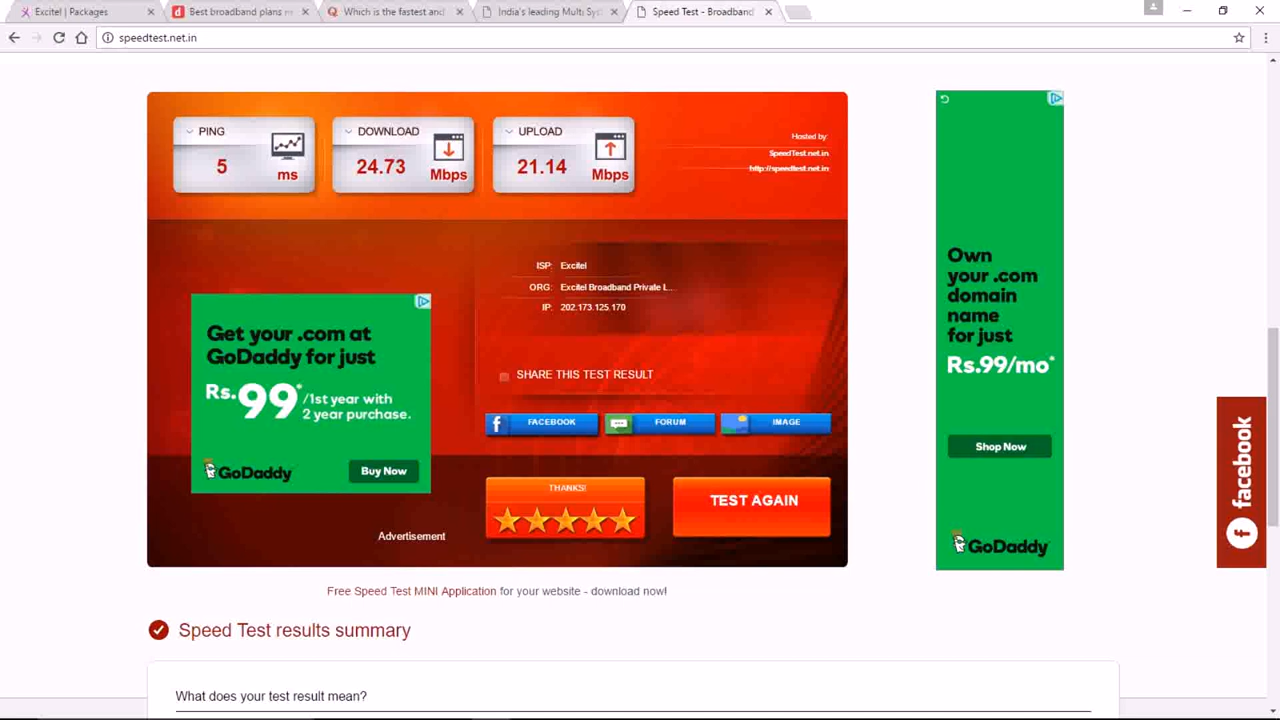 Excitel | Packages
Best broadband plans n
Which is the fastest and
India's leading Multi Sys
Speed Test - Broadband
speedtest.net.in
PING
5
ms
DOWNLOAD
24.73
Mbps
UPLOAD
21.14
Mbps
Hosted by:
SpeedTest.net.in
http://speedtest.net.in
ISP: Excitel
ORG: Excitel Broadband Private L...
IP: 202.173.125.170
SHARE THIS TEST RESULT
FACEBOOK
FORUM
IMAGE
THANKS!
TEST AGAIN
Get your .com at
GoDaddy for just
Rs.99* /1st year with
2 year purchase.
GoDaddy
Buy Now
Advertisement
Own
your .com
domain
name
for just
Rs.99/mo*
Shop Now
GoDaddy
facebook
Free Speed Test MINI Application for your website - download now!
Speed Test results summary
What does your test result mean?